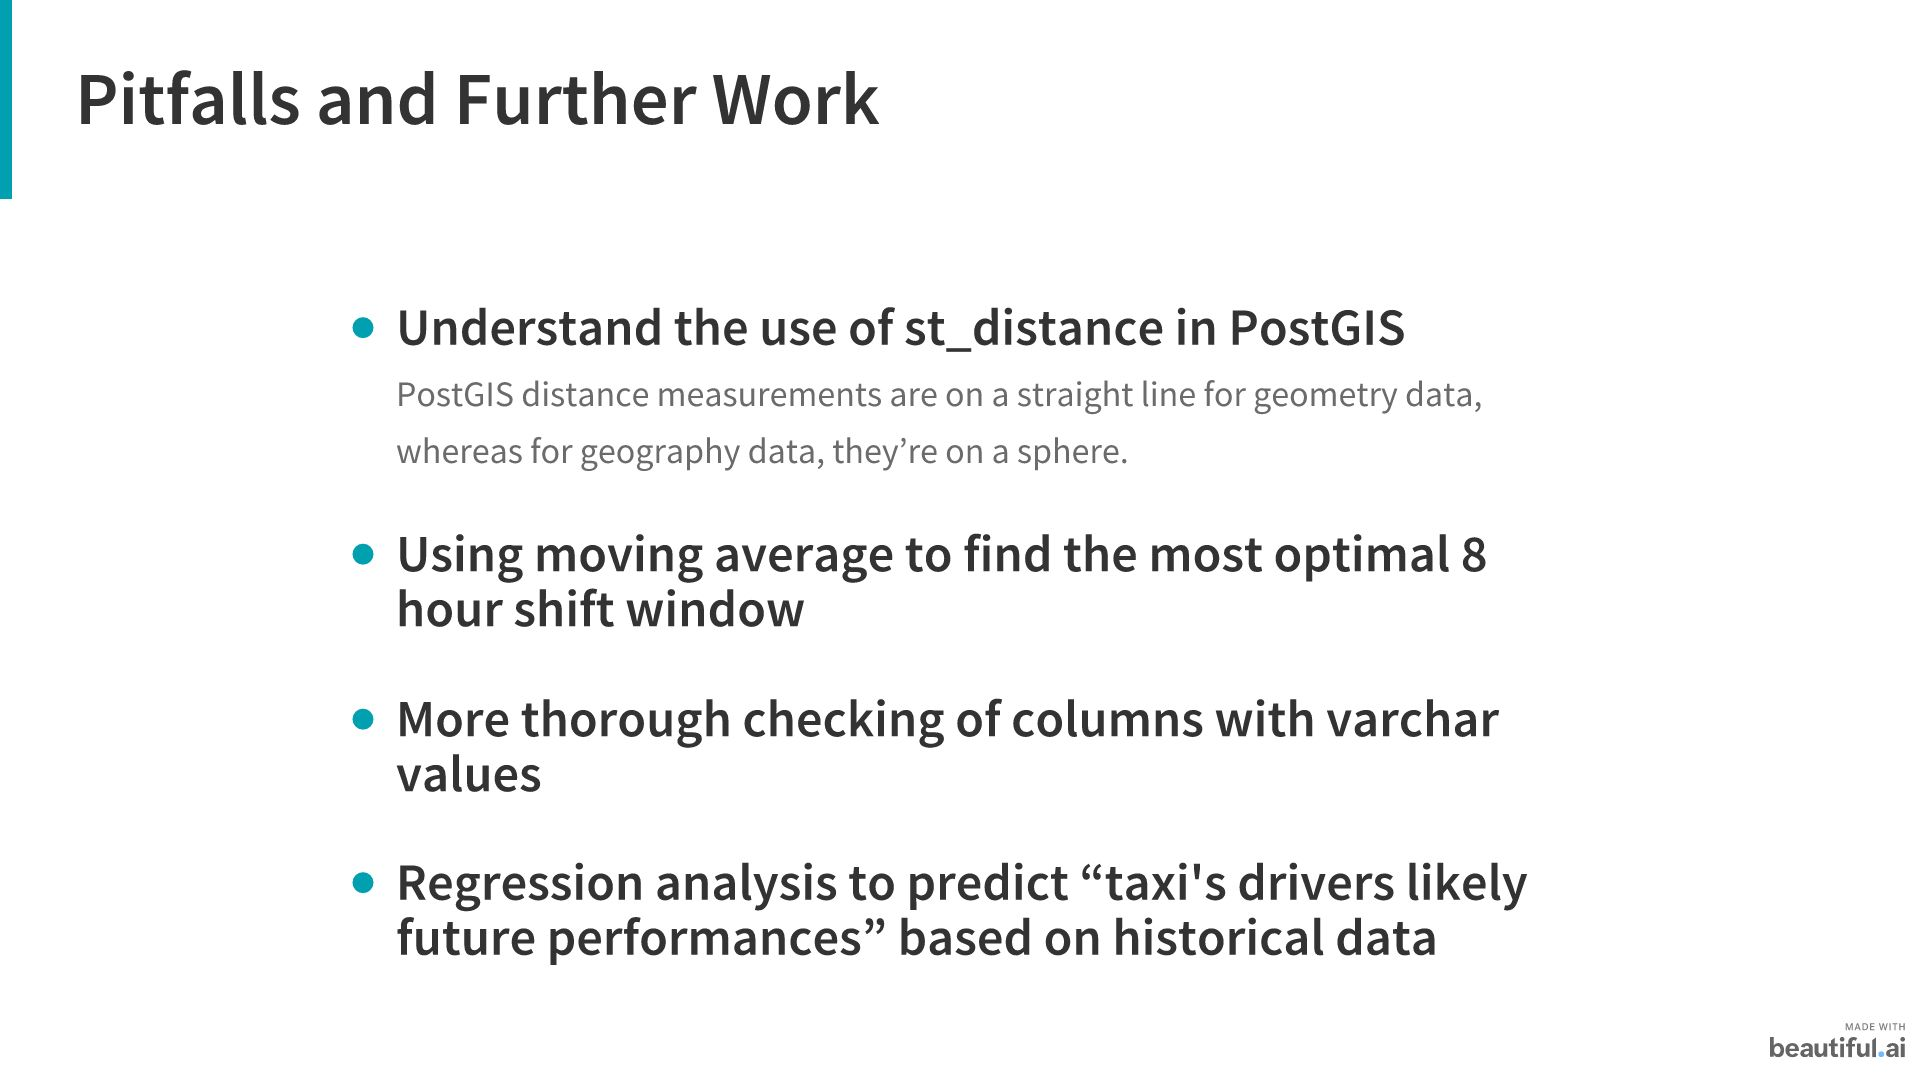 Pitfalls and Further Work
Understand the use of st_distance in PostGIS
PostGIS distance measurements are on a straight line for geometry data,
whereas for geography data, they’re on a sphere.
Using moving average to find the most optimal 8
hour shift window
More thorough checking of columns with varchar
values
Regression analysis to predict “taxi's drivers likely
future performances” based on historical data
MADE WITH
beautiful.ai